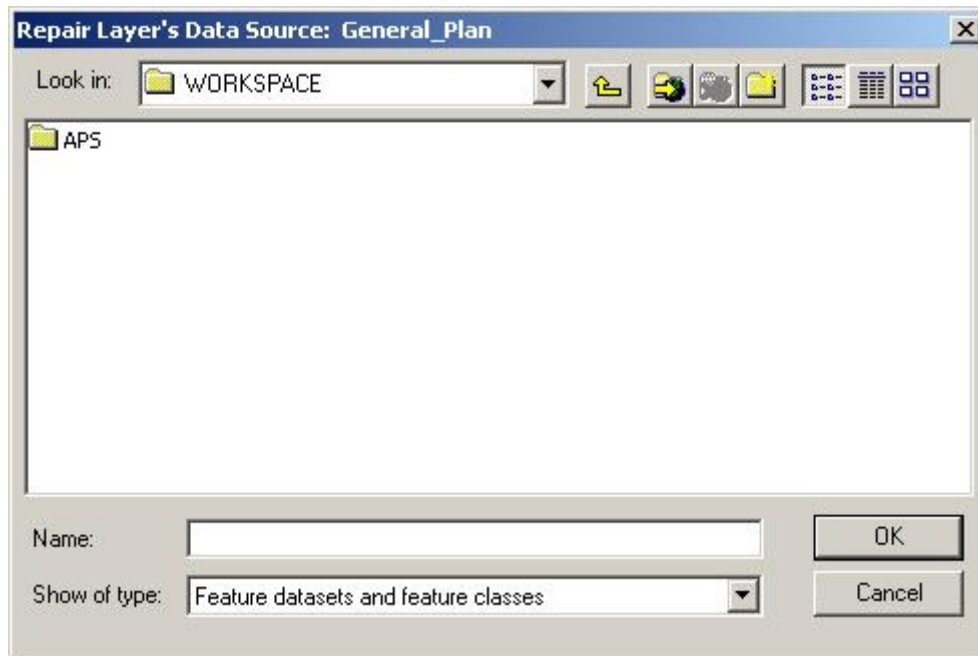 Repair Layer's Data Source: General_Plan
Look in: WORKSPACE
APS
Name: OK
Show of type: Feature datasets and feature classes Cancel